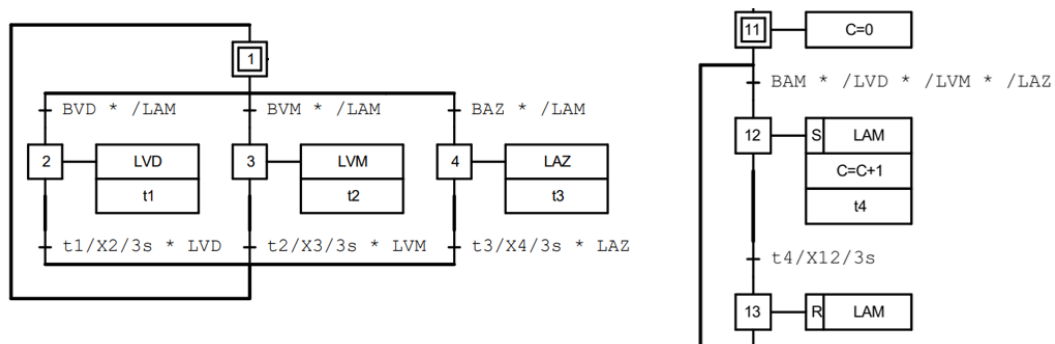 1
BVD * /LAM
BVM * /LAM
BAZ * /LAM
2
LVD
t1
3
LVM
t2
4
LAZ
t3
t1/X2/3s * LVD
t2/X3/3s * LVM
t3/X4/3s * LAZ
11
C=0
BAM * /LVD * /LVM * /LAZ
12
S
LAM
C=C+1
t4
t4/X12/3s
13
R
LAM